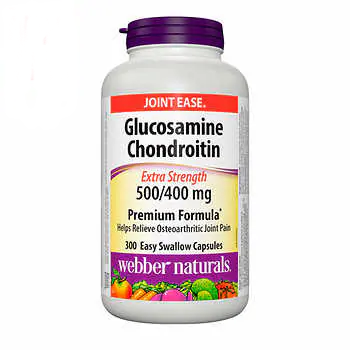 JOINT EASE®
Glucosamine
Chondroitin
Extra Strength
500/400 mg
Premium Formula*
Helps Relieve Osteoarthritic Joint Pain
300 Easy Swallow Capsules
webber naturals.